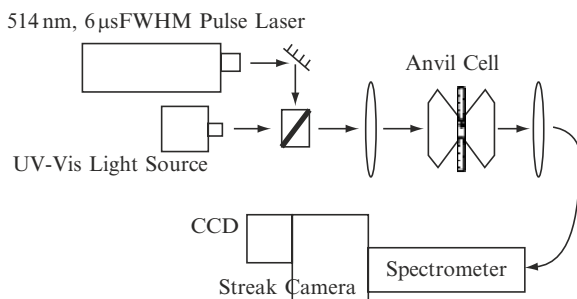 514 nm, 6 μsFWHM Pulse Laser
Anvil Cell
UV-Vis Light Source
CCD
Streak Camera
Spectrometer